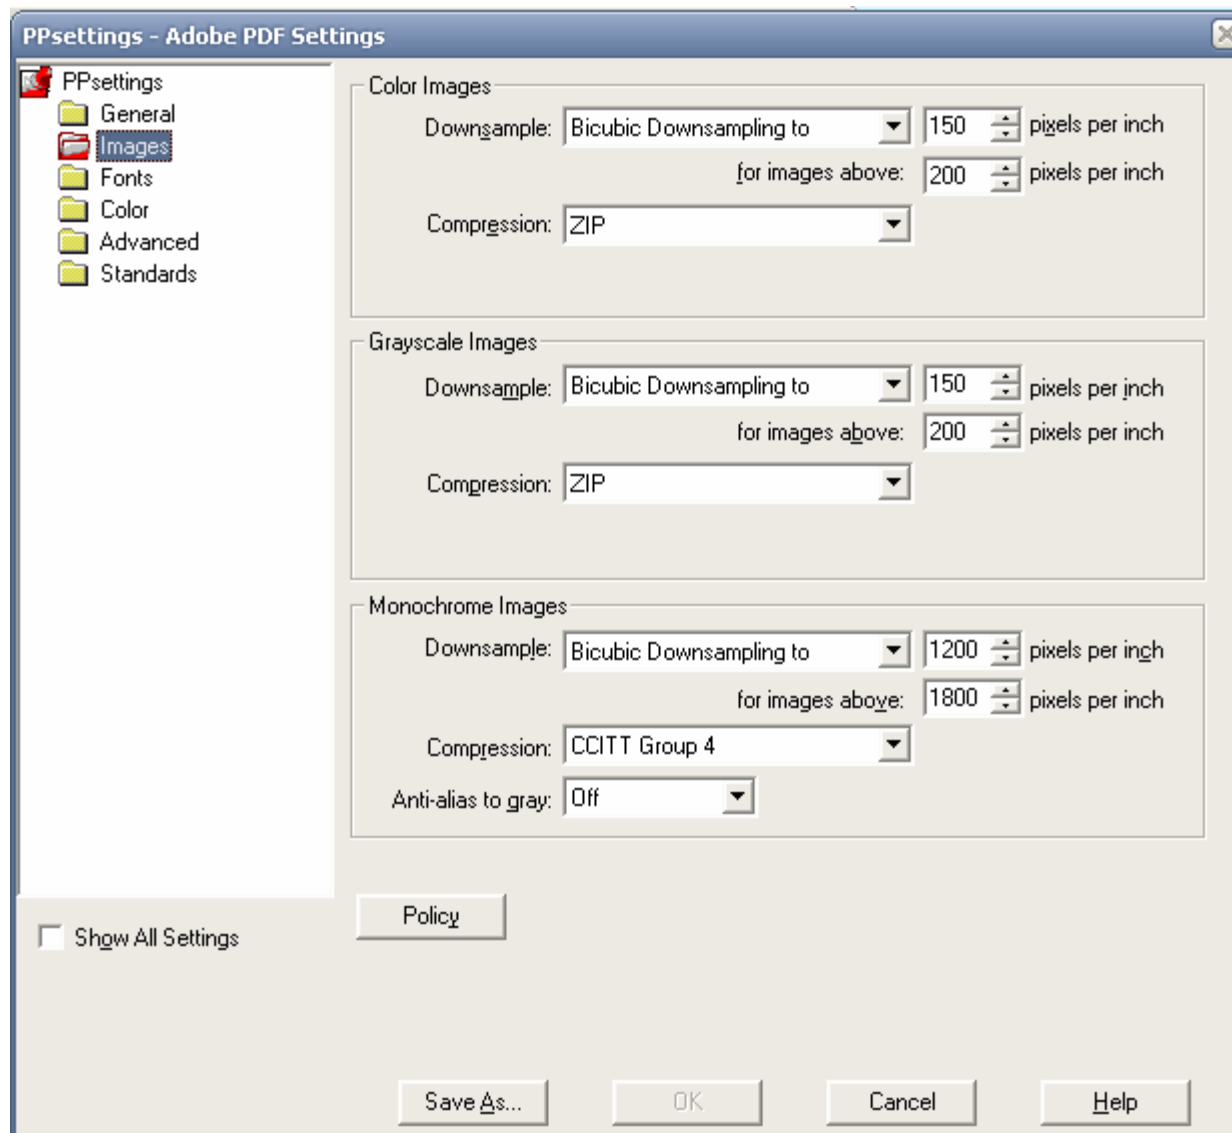 PPsettings - Adobe PDF Settings
PPsettings
General
Images
Fonts
Color
Advanced
Standards
Show All Settings
Color Images
Downsample: Bicubic Downsampling to 150 pixels per inch
for images above: 200 pixels per inch
Compression: ZIP
Grayscale Images
Downsample: Bicubic Downsampling to 150 pixels per inch
for images above: 200 pixels per inch
Compression: ZIP
Monochrome Images
Downsample: Bicubic Downsampling to 1200 pixels per inch
for images above: 1800 pixels per inch
Compression: CCITT Group 4
Anti-alias to gray: Off
Policy
Save As... OK Cancel Help